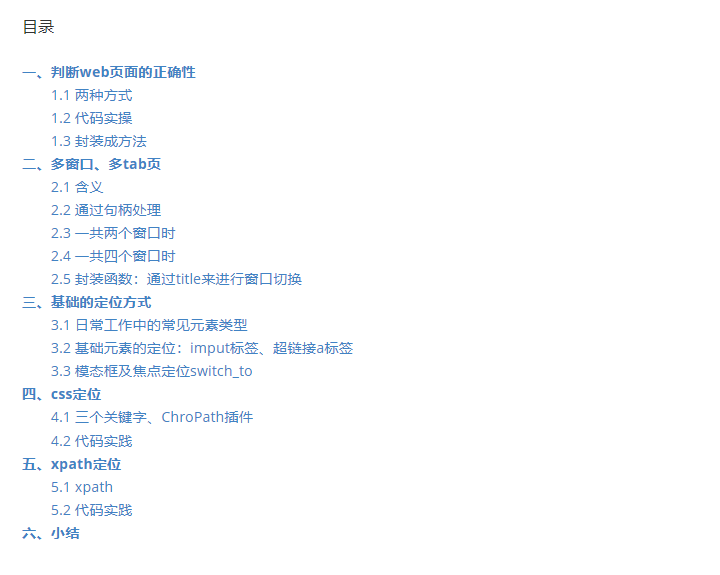 目录
一、判断web页面的正确性
1.1 两种方式
1.2 代码实操
1.3 封装成方法
二、多窗口、多tab页
2.1 含义
2.2 通过句柄处理
2.3 一共两个窗口时
2.4 一共四个窗口时
2.5 封装函数：通过title来进行窗口切换
三、基础的定位方式
3.1 日常工作中的常见元素类型
3.2 基础元素的定位：imput标签、超链接a标签
3.3 模态框及焦点定位switch_to
四、css定位
4.1 三个关键字、ChroPath插件
4.2 代码实践
五、xpath定位
5.1 xpath
5.2 代码实践
六、小结